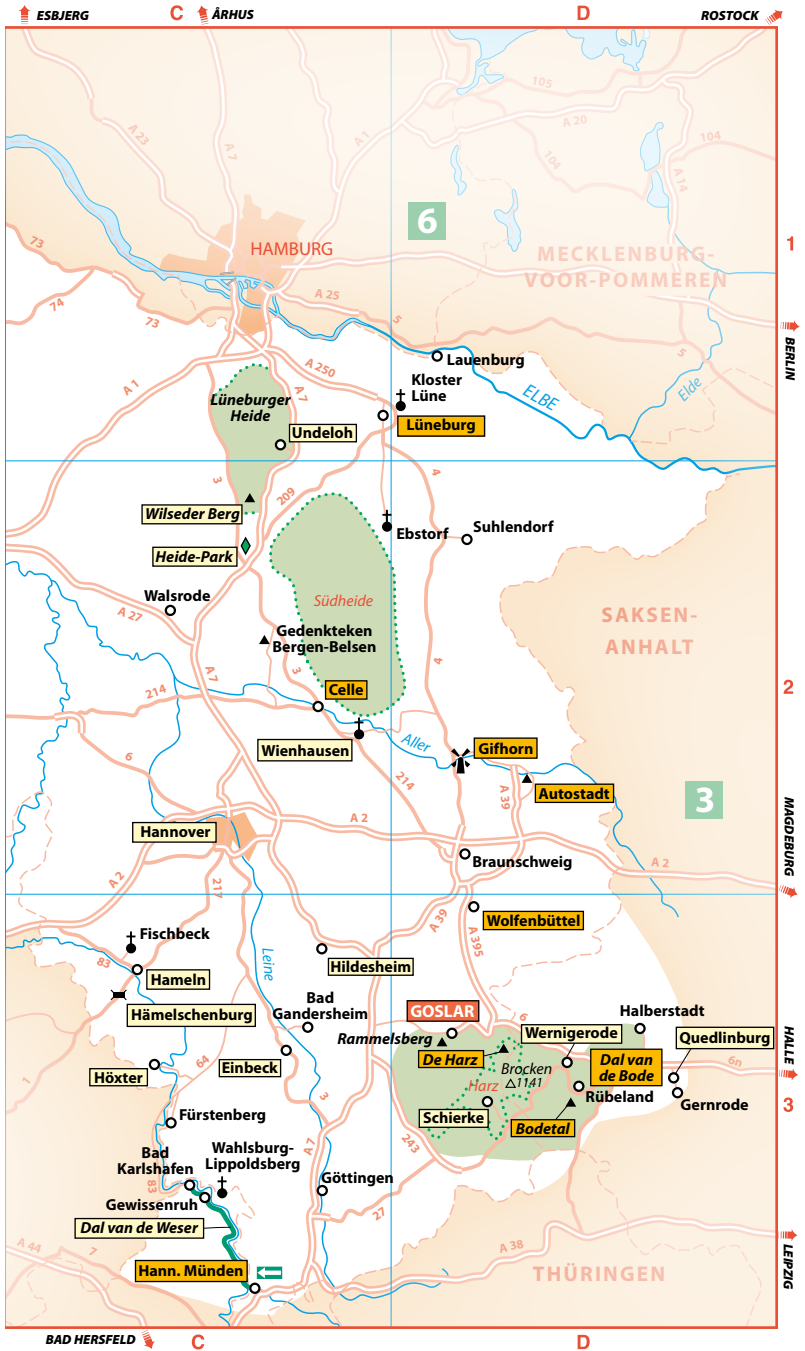 ESBJERG
C
ÅRHUS
D
ROSTOCK
A 23
A 7
A 1
105
A 20
104
104
A 14
6
1
HAMBURG
MECKLENBURG-
VOOR-POMMEREN
73
74
73
A 25
5
5
BERLIN
Lauenburg
A 1
A 250
A 7
Kloster
Lüne
ELBE
Elde
Lüneburger
Heide
Lüneburg
Undeloh
4
3
209
Wilseder Berg
Ebstorf
Suhlendorf
Heide-Park
Walsrode
A 27
Südheide
SAKSEN-
ANHALT
Gedenkteken
Bergen-Belsen
4
A 7
3
Celle
214
2
Wienhausen
Aller
Gifhorn
6
214
A 39
Autostadt
3
MAGDEBURG
Hannover
A 2
Braunschweig
A 2
A 2
217
Wolfenbüttel
A 39
A395
Fischbeck
83
Leine
Hildesheim
Hameln
Hämelschenburg
Bad
Gandersheim
GOSLAR
6
Halberstadt
Rammelsberg
Wernigerode
Quedlinburg
HALLE
De Harz
Dal van
de Bode
6n
64
Einbeck
Höxter
Brocken
1141
Harz
Rübeland
Gernrode
3
1
3
Schierke
Bodetal
Fürstenberg
A 7
243
Bad
Karlshafen
Wahlsburg-
Lippoldsberg
83
Göttingen
Gewissenruh
27
Dal van de Weser
A 44
7
A 38
LEIPZIG
Hann. Münden
THÜRINGEN
BAD HERSFELD
C
D